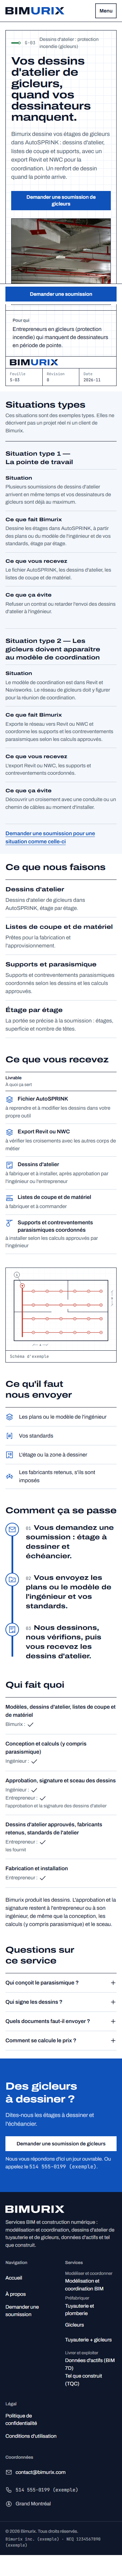 BIMURIX
Menu
S-03
Dessins d'atelier : protection
incendie (gicleurs)
Vos dessins
d'atelier de
gicleurs,
quand vos
dessinateurs
manquent.
Bimurix dessine vos étages de gicleurs
dans AutoSPRINK : dessins d'atelier,
listes de coupe et supports, avec un
export Revit et NWC pour la
coordination. Un renfort de dessin
quand la pointe arrive.
Demander une soumission de
gicleurs
Demander une soumission
Pour qui
Entrepreneurs en gicleurs (protection
incendie) qui manquent de dessinateurs
en période de pointe.
BIMURIX
Feuille
S-03
Révision
0
Date
2026-11
Situations types
Ces situations sont des exemples types. Elles ne
décrivent pas un projet réel ni un client de
Bimurix.
Situation type 1 —
La pointe de travail
Situation
Plusieurs soumissions de dessins d'atelier
arrivent en même temps et vos dessinateurs de
gicleurs sont déjà au maximum.
Ce que fait Bimurix
Dessine les étages dans AutoSPRINK, à partir
des plans ou du modèle de l'ingénieur et de vos
standards, étage par étage.
Ce que vous recevez
Le fichier AutoSPRINK, les dessins d'atelier, les
listes de coupe et de matériel.
Ce que ça évite
Refuser un contrat ou retarder l'envoi des dessins
d'atelier à l'ingénieur.
Situation type 2 — Les
gicleurs doivent apparaître
au modèle de coordination
Situation
Le modèle de coordination est dans Revit et
Navisworks. Le réseau de gicleurs doit y figurer
pour la réunion de coordination.
Ce que fait Bimurix
Exporte le réseau vers Revit ou NWC et
coordonne les supports et les contreventements
parasismiques selon les calculs approuvés.
Ce que vous recevez
L'export Revit ou NWC, les supports et
contreventements coordonnés.
Ce que ça évite
Découvrir un croisement avec une conduite ou un
chemin de câbles au moment d'installer.
Demander une soumission pour une
situation comme celle-ci
Ce que nous faisons
Dessins d'atelier
Dessins d'atelier de gicleurs dans
AutoSPRINK, étage par étage.
Listes de coupe et de matériel
Prêtes pour la fabrication et
l'approvisionnement.
Supports et parasismique
Supports et contreventements parasismiques
coordonnés selon les dessins et les calculs
approuvés.
Étage par étage
La portée se précise à la soumission : étages,
superficie et nombre de têtes.
Ce que vous recevez
Livrable
À quoi ça sert
Fichier AutoSPRINK
à reprendre et à modifier les dessins dans votre
propre outil
Export Revit ou NWC
à vérifier les croisements avec les autres corps de
métier
Dessins d'atelier
à fabriquer et à installer, après approbation par
l'ingénieur ou l'entrepreneur
Listes de coupe et de matériel
à fabriquer et à commander
Supports et contreventements
parasismiques coordonnés
à installer selon les calculs approuvés par
l'ingénieur
Schéma d'exemple
Ce qu'il faut
nous envoyer
Les plans ou le modèle de l'ingénieur
Vos standards
L'étage ou la zone à dessiner
Les fabricants retenus, s'ils sont
imposés
Comment ça se passe
01 Vous demandez une
soumission : étage à
dessiner et
échéancier.
02 Vous envoyez les
plans ou le modèle de
l'ingénieur et vos
standards.
03 Nous dessinons,
nous vérifions, puis
vous recevez les
dessins d'atelier.
Qui fait quoi
Modèles, dessins d'atelier, listes de coupe et
de matériel
Bimurix :
Conception et calculs (y compris
parasismique)
Ingénieur :
Approbation, signature et sceau des dessins
Ingénieur :
Entrepreneur :
l'approbation et la signature des dessins d'atelier
Dessins d'atelier approuvés, fabricants
retenus, standards de l'atelier
Entrepreneur :
les fournit
Fabrication et installation
Entrepreneur :
Bimurix produit les dessins. L'approbation et la
signature restent à l'entrepreneur ou à son
ingénieur, de même que la conception, les
calculs (y compris parasismique) et le sceau.
Questions sur
ce service
Qui conçoit le parasismique ?
Qui signe les dessins ?
Quels documents faut-il envoyer ?
Comment se calcule le prix ?
Des gicleurs
à dessiner ?
Dites-nous les étages à dessiner et
l'échéancier.
Demander une soumission de gicleurs
Nous vous répondons d'ici un jour ouvrable. Ou
appelez le 514 555-0199 (exemple).
BIMURIX
Services BIM et construction numérique :
modélisation et coordination, dessins d'atelier de
tuyauterie et de gicleurs, données d'actifs et tel
que construit.
Navigation
Accueil
À propos
Demander une
soumission
Services
Modéliser et coordonner
Modélisation et
coordination BIM
Préfabriquer
Tuyauterie et
plomberie
Gicleurs
Tuyauterie + gicleurs
Livrer et exploiter
Données d'actifs (BIM
7D)
Tel que construit
(TQC)
Légal
Politique de
confidentialité
Conditions d'utilisation
Coordonnées
contact@bimurix.com
514 555-0199 (exemple)
Grand Montréal
© 2026 Bimurix. Tous droits réservés.
Bimurix inc. (exemple) · NEQ 1234567890
(exemple)